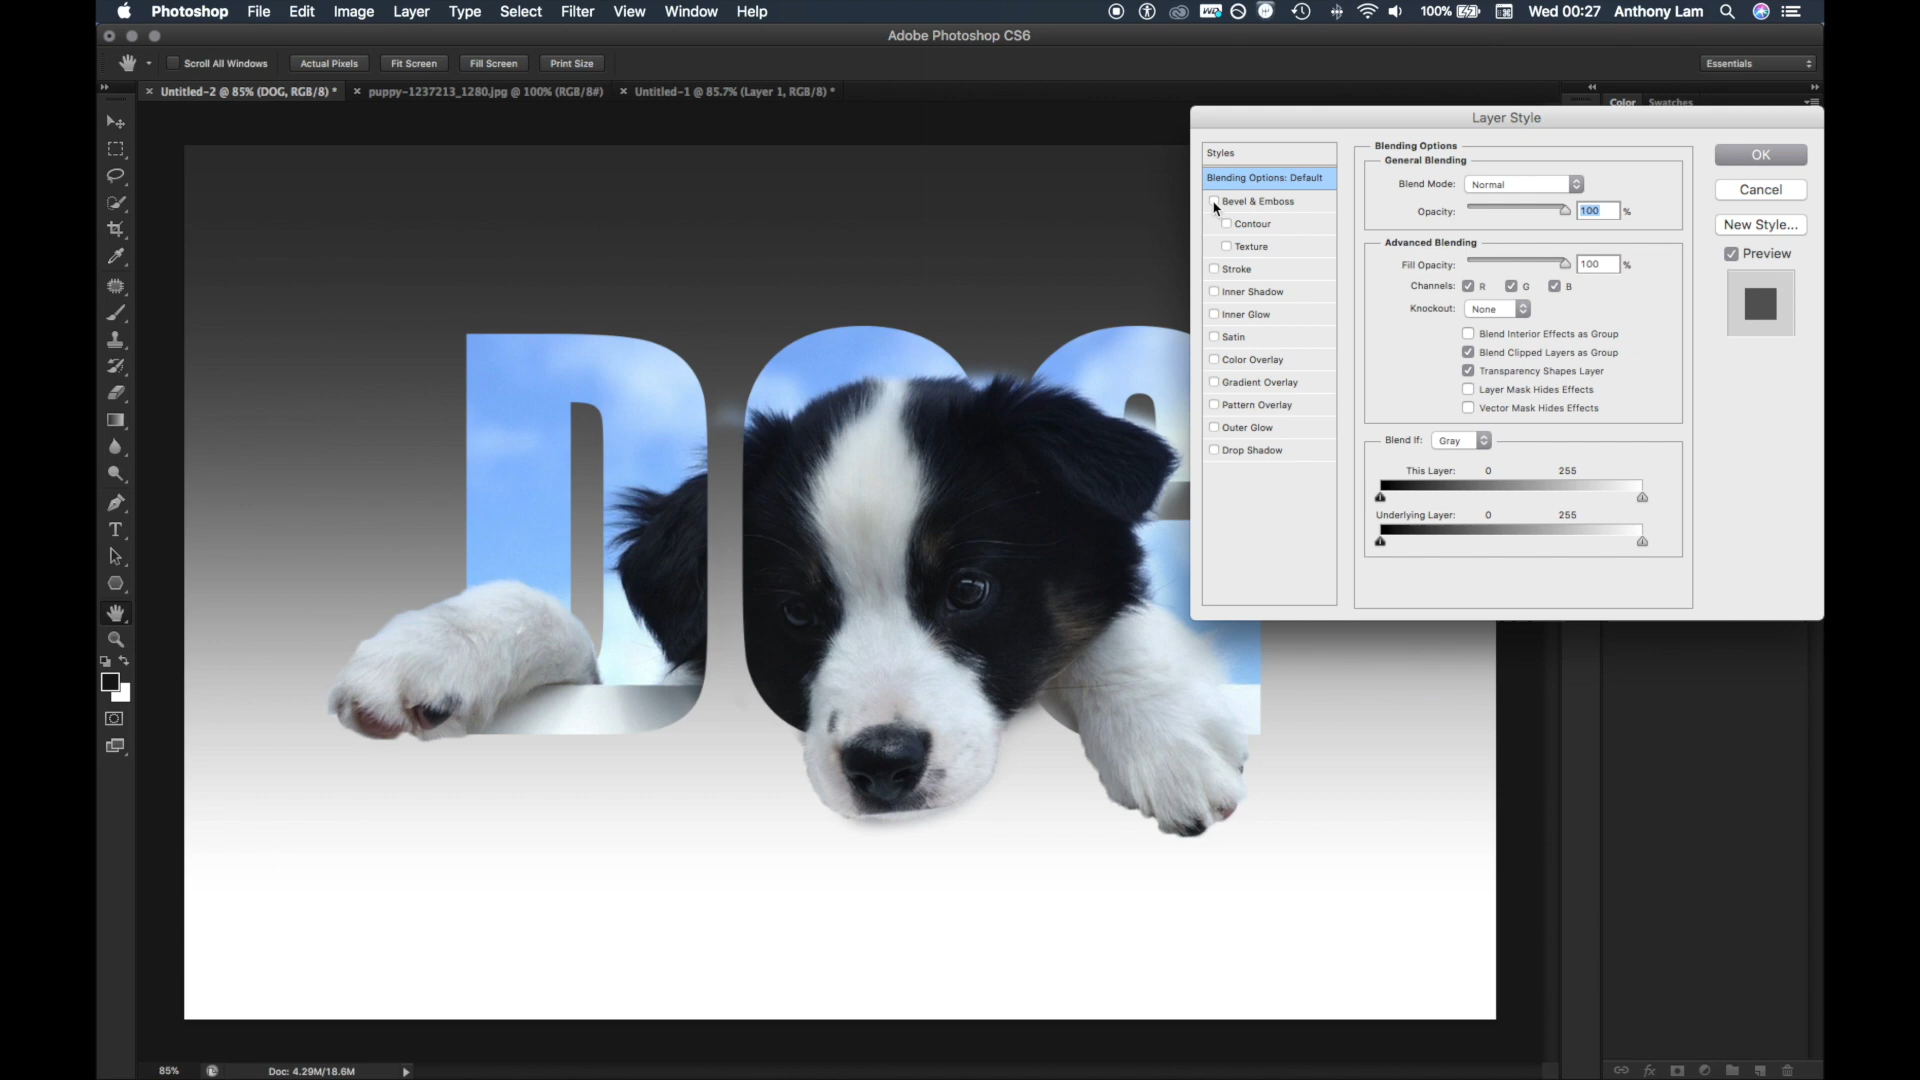 Photoshop File Edit Image Layer Type Select Filter View Window Help 100% Wed 00:27 Anthony Lam
Adobe Photoshop CS6
Scroll All Windows Actual Pixels Fit Screen Fill Screen Print Size Essentials
Untitled-2 @ 85% (DOG, RGB/8) * puppy-1237213_1280.jpg @ 100% (RGB/8#) Untitled-1 @ 85.7% (Layer 1, RGB/8) *
Color Swatches
Layer Style
Styles
Blending Options: Default
Bevel & Emboss
Contour
Texture
Stroke
Inner Shadow
Inner Glow
Satin
Color Overlay
Gradient Overlay
Pattern Overlay
Outer Glow
Drop Shadow
Blending Options
General Blending
Blend Mode: Normal
Opacity: 100 %
Advanced Blending
Fill Opacity: 100 %
Channels: R G B
Knockout: None
Blend Interior Effects as Group
Blend Clipped Layers as Group
Transparency Shapes Layer
Layer Mask Hides Effects
Vector Mask Hides Effects
Blend If: Gray
This Layer: 0 255
Underlying Layer: 0 255
OK
Cancel
New Style...
Preview
DOG
85% Doc: 4.29M/18.6M